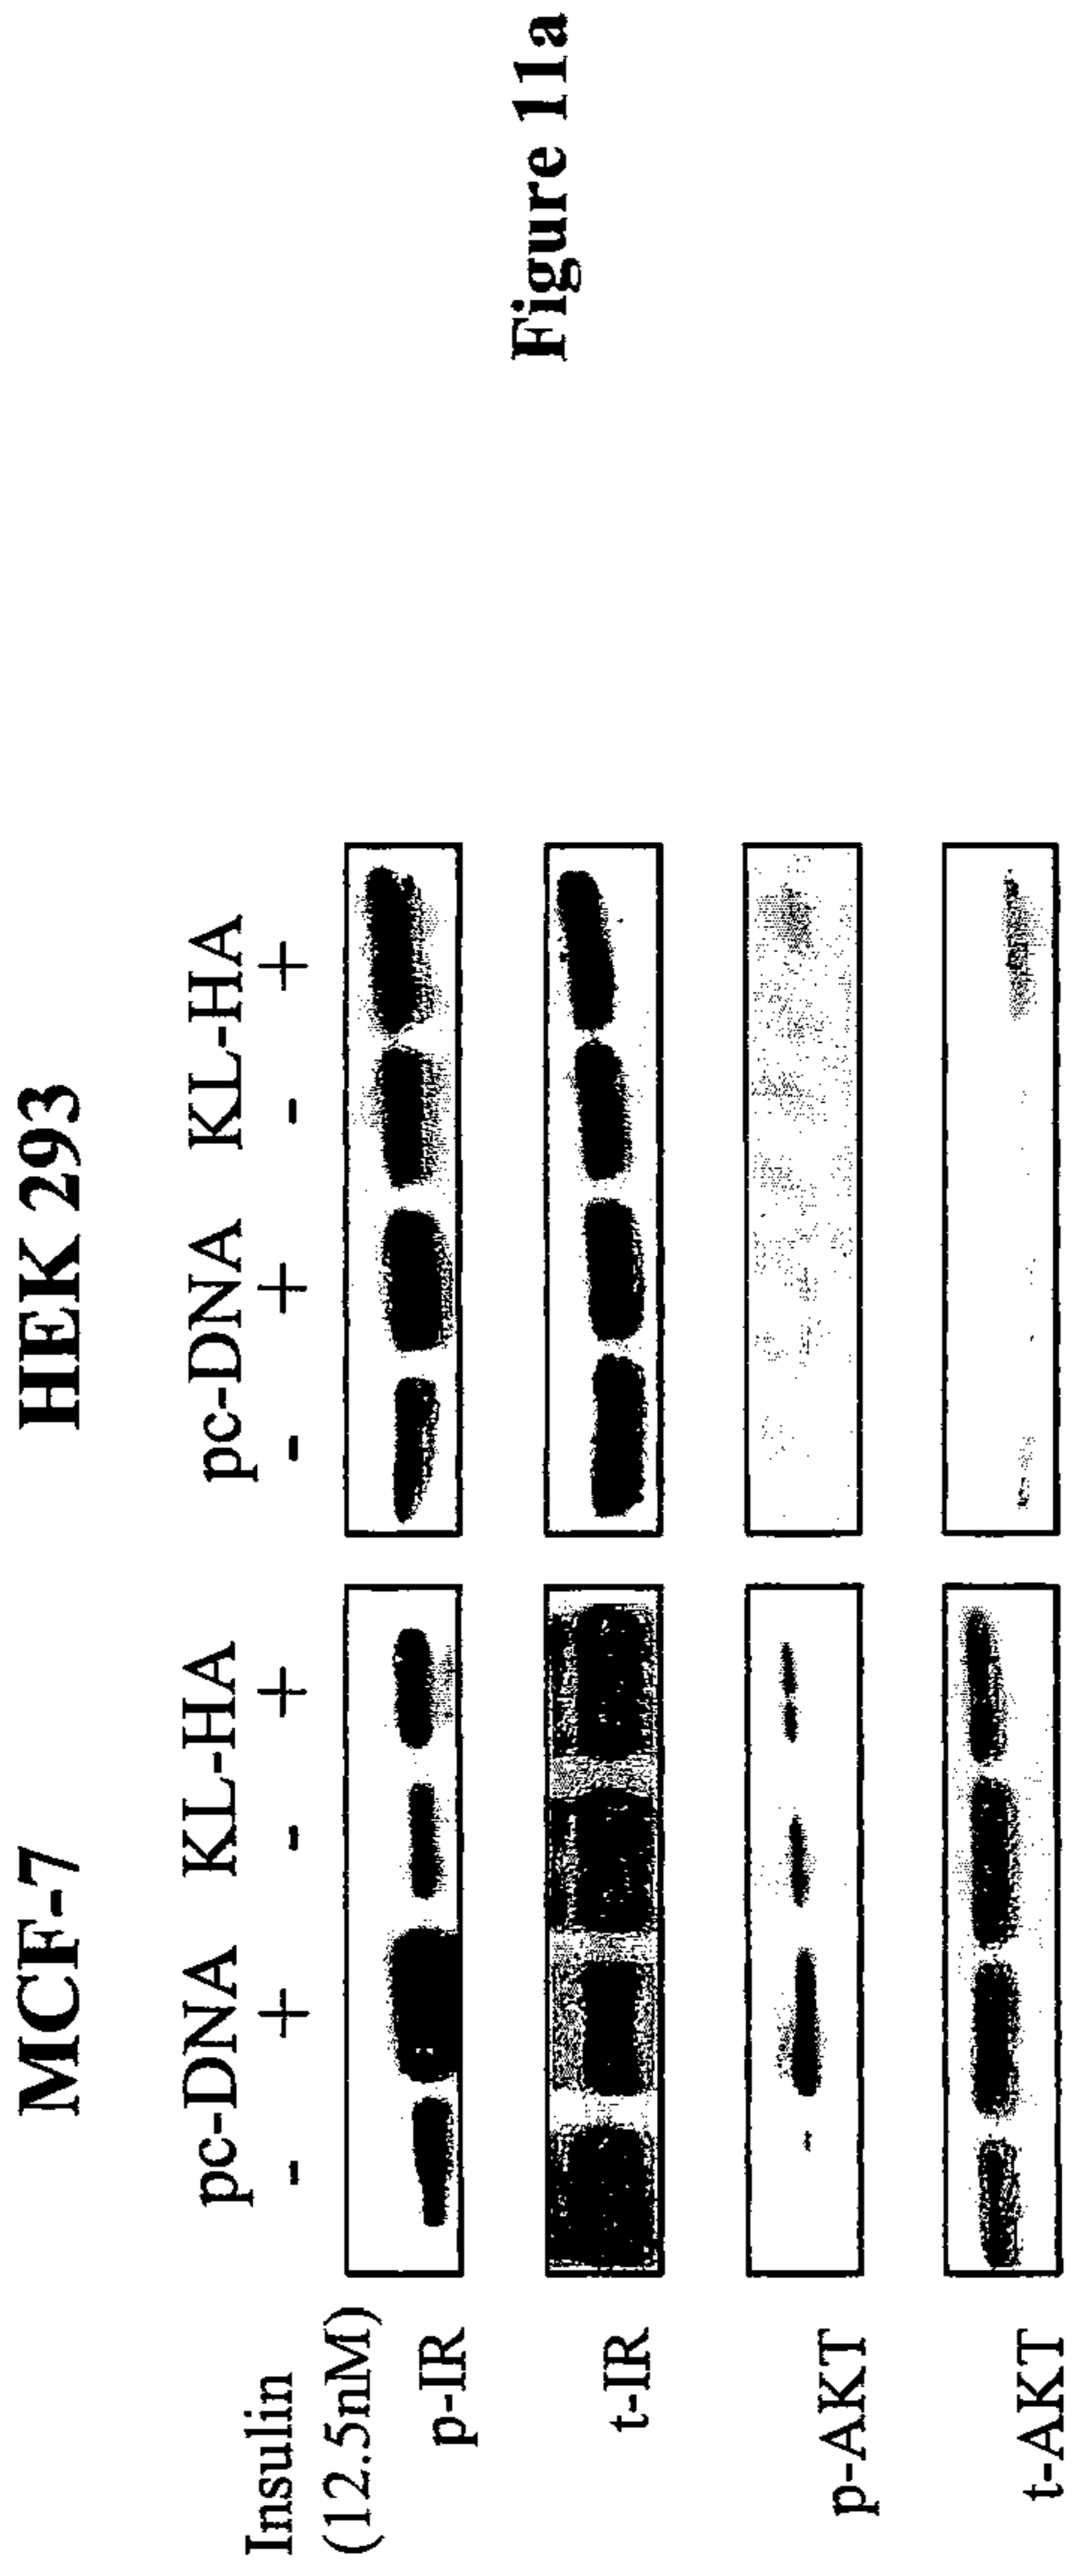 MCF-7 HEK 293
pc-DNA KL-HA pc-DNA KL-HA
Insulin - + - + - + - +
(12.5nM)
p-IR
t-IR
p-AKT
t-AKT
Figure 11a